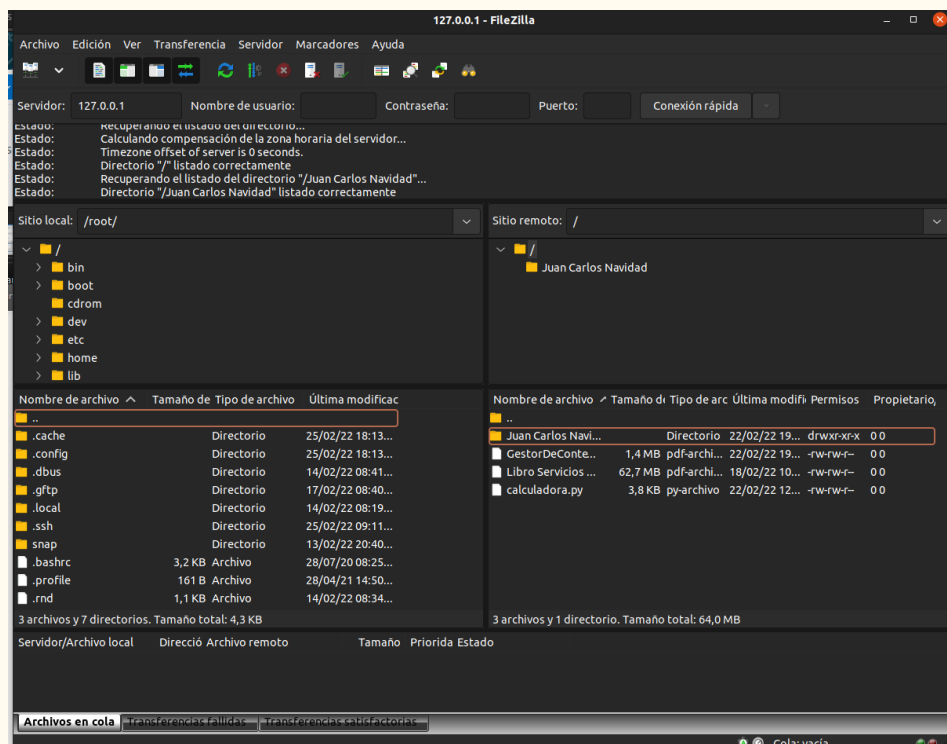 127.0.0.1 - FileZilla
Archivo Edición Ver Transferencia Servidor Marcadores Ayuda
Servidor: 127.0.0.1 Nombre de usuario: Contraseña: Puerto: Conexión rápida
Estado: Recuperando el listado del directorio...
Estado: Calculando compensación de la zona horaria del servidor...
Estado: Timezone offset of server is 0 seconds.
Estado: Directorio "/" listado correctamente
Estado: Recuperando el listado del directorio "/Juan Carlos Navidad"...
Estado: Directorio "/Juan Carlos Navidad" listado correctamente
Sitio local: /root/ Sitio remoto: /
/ /
bin Juan Carlos Navidad
boot
cdrom
dev
etc
home
lib
Nombre de archivo Tamaño de Tipo de archivo Última modificac Nombre de archivo Tamaño de Tipo de arc Última modifi Permisos Propietario,
.. ..
.cache Directorio 25/02/22 18:13... Juan Carlos Navi... Directorio 22/02/22 19... drwxr-xr-x 0 0
.config Directorio 25/02/22 18:13... GestorDeConte... 1,4 MB pdf-archi... 22/02/22 19... -rw-rw-r-- 0 0
.dbus Directorio 14/02/22 08:41... Libro Servicios ... 62,7 MB pdf-archi... 18/02/22 10... -rw-rw-r-- 0 0
.gftp Directorio 17/02/22 08:40... calculadora.py 3,8 KB py-archivo 22/02/22 12... -rw-rw-r-- 0 0
.local Directorio 14/02/22 08:19...
.ssh Directorio 25/02/22 09:11...
snap Directorio 13/02/22 20:40...
.bashrc 3,2 KB Archivo 28/07/20 08:25...
.profile 161 B Archivo 28/04/21 14:50...
.rnd 1,1 KB Archivo 14/02/22 08:34...
3 archivos y 7 directorios. Tamaño total: 4,3 KB 3 archivos y 1 directorio. Tamaño total: 64,0 MB
Servidor/Archivo local Direcció Archivo remoto Tamaño Priorida Estado
Archivos en cola Transferencias fallidas Transferencias satisfactorias
Cola: vacía